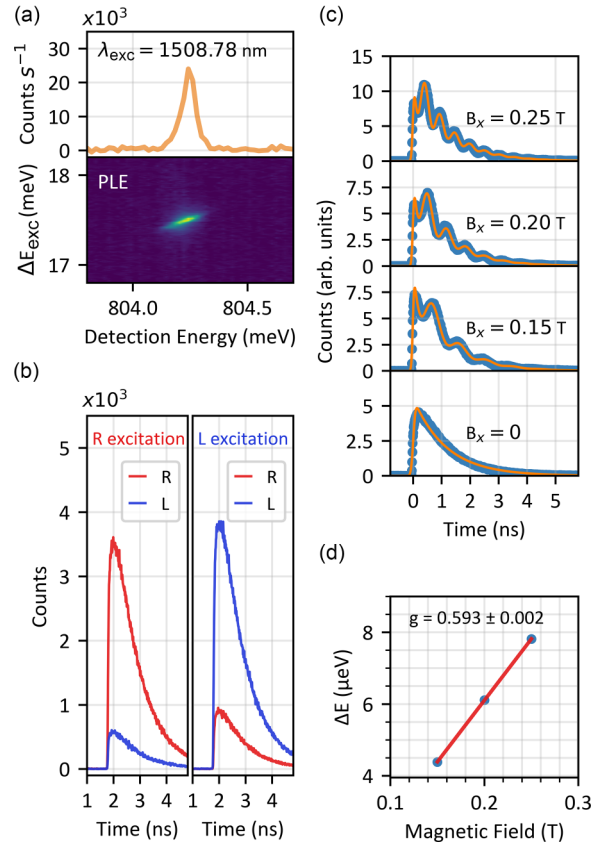 (a)
x10³
λexc = 1508.78 nm
Counts s⁻¹
30
20
10
0
PLE
ΔEexc (meV)
18
17
804.0
804.5
Detection Energy (meV)
(b)
x10³
R excitation
L excitation
R
L
R
L
Counts
5
4
3
2
1
0
1
2
3
4
1
2
3
4
Time (ns)
Time (ns)
(c)
Counts (arb. units)
15
10
5
0
Bx = 0.25 T
7.5
5.0
2.5
0
Bx = 0.20 T
7.5
5.0
2.5
0
Bx = 0.15 T
5.0
2.5
0
Bx = 0
0
1
2
3
4
5
Time (ns)
(d)
g = 0.593 ± 0.002
ΔE (μeV)
8
6
4
0.1
0.2
0.3
Magnetic Field (T)